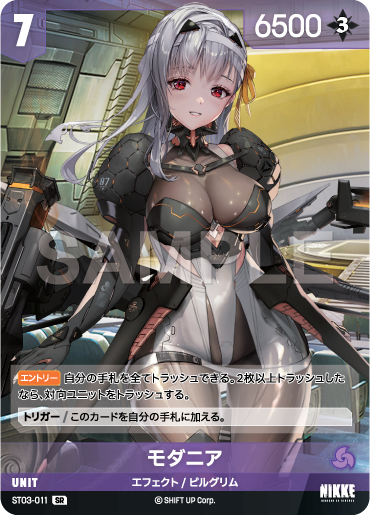 7
6500 3
87
SAMPLE
エントリー 自分の手札を全てトラッシュできる。2枚以上トラッシュした
なら、対向ユニットをトラッシュする。
トリガー / このカードを自分の手札に加える。
モダニア
UNIT
エフェクト / ピルグリム
ST03-011 SR
© SHIFT UP Corp.
NIKKE